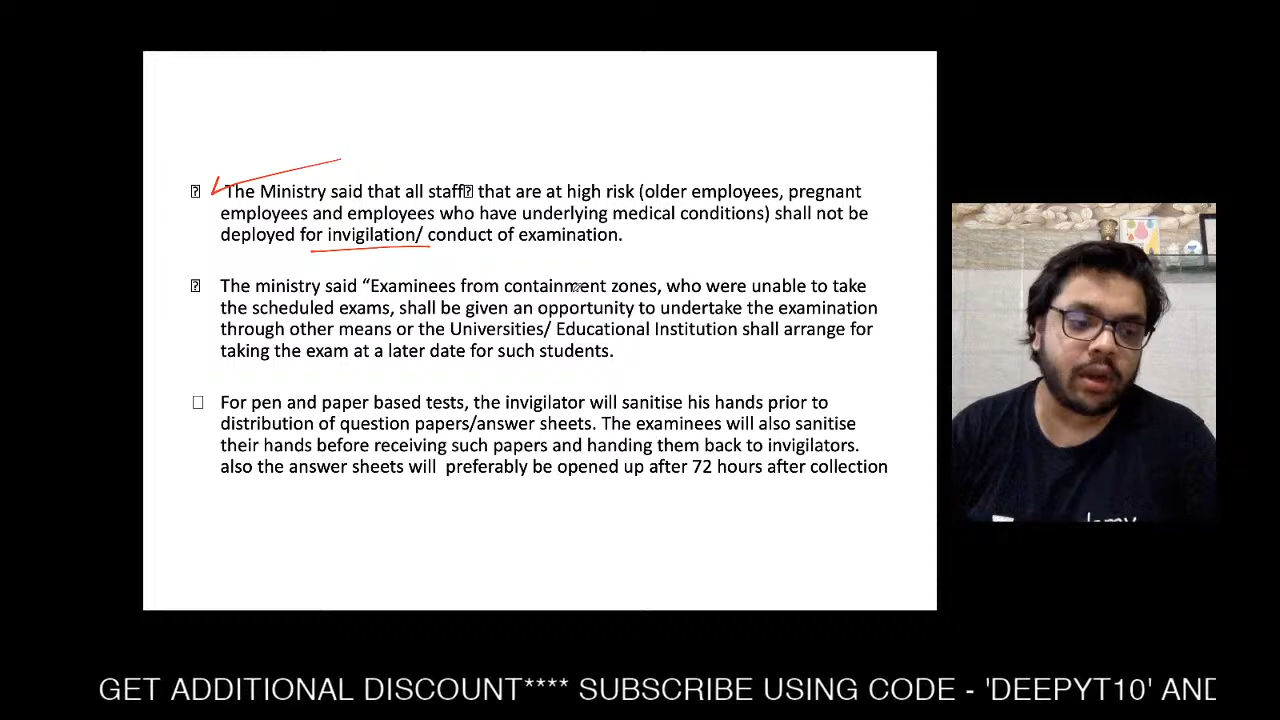 The Ministry said that all staff that are at high risk (older employees, pregnant
employees and employees who have underlying medical conditions) shall not be
deployed for invigilation/ conduct of examination.
The ministry said “Examinees from containment zones, who were unable to take
the scheduled exams, shall be given an opportunity to undertake the examination
through other means or the Universities/ Educational Institution shall arrange for
taking the exam at a later date for such students.
For pen and paper based tests, the invigilator will sanitise his hands prior to
distribution of question papers/answer sheets. The examinees will also sanitise
their hands before receiving such papers and handing them back to invigilators.
also the answer sheets will preferably be opened up after 72 hours after collection
GET ADDITIONAL DISCOUNT**** SUBSCRIBE USING CODE - 'DEEPYT10' AND